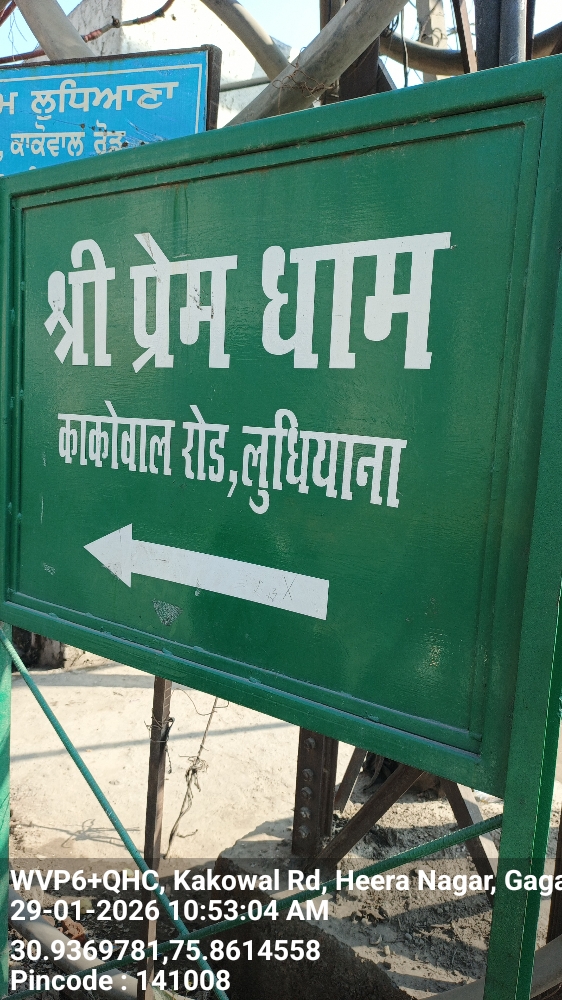 ਮ ਲੁਧਿਆਣਾ
, ਕਾਕੋਵਾਲ ਰੋਡ
श्री प्रेम धाम
काकोवाल रोड,लुधियाना
WVP6+QHC, Kakowal Rd, Heera Nagar, Gaga
29-01-2026 10:53:04 AM
30.9369781,75.8614558
Pincode : 141008